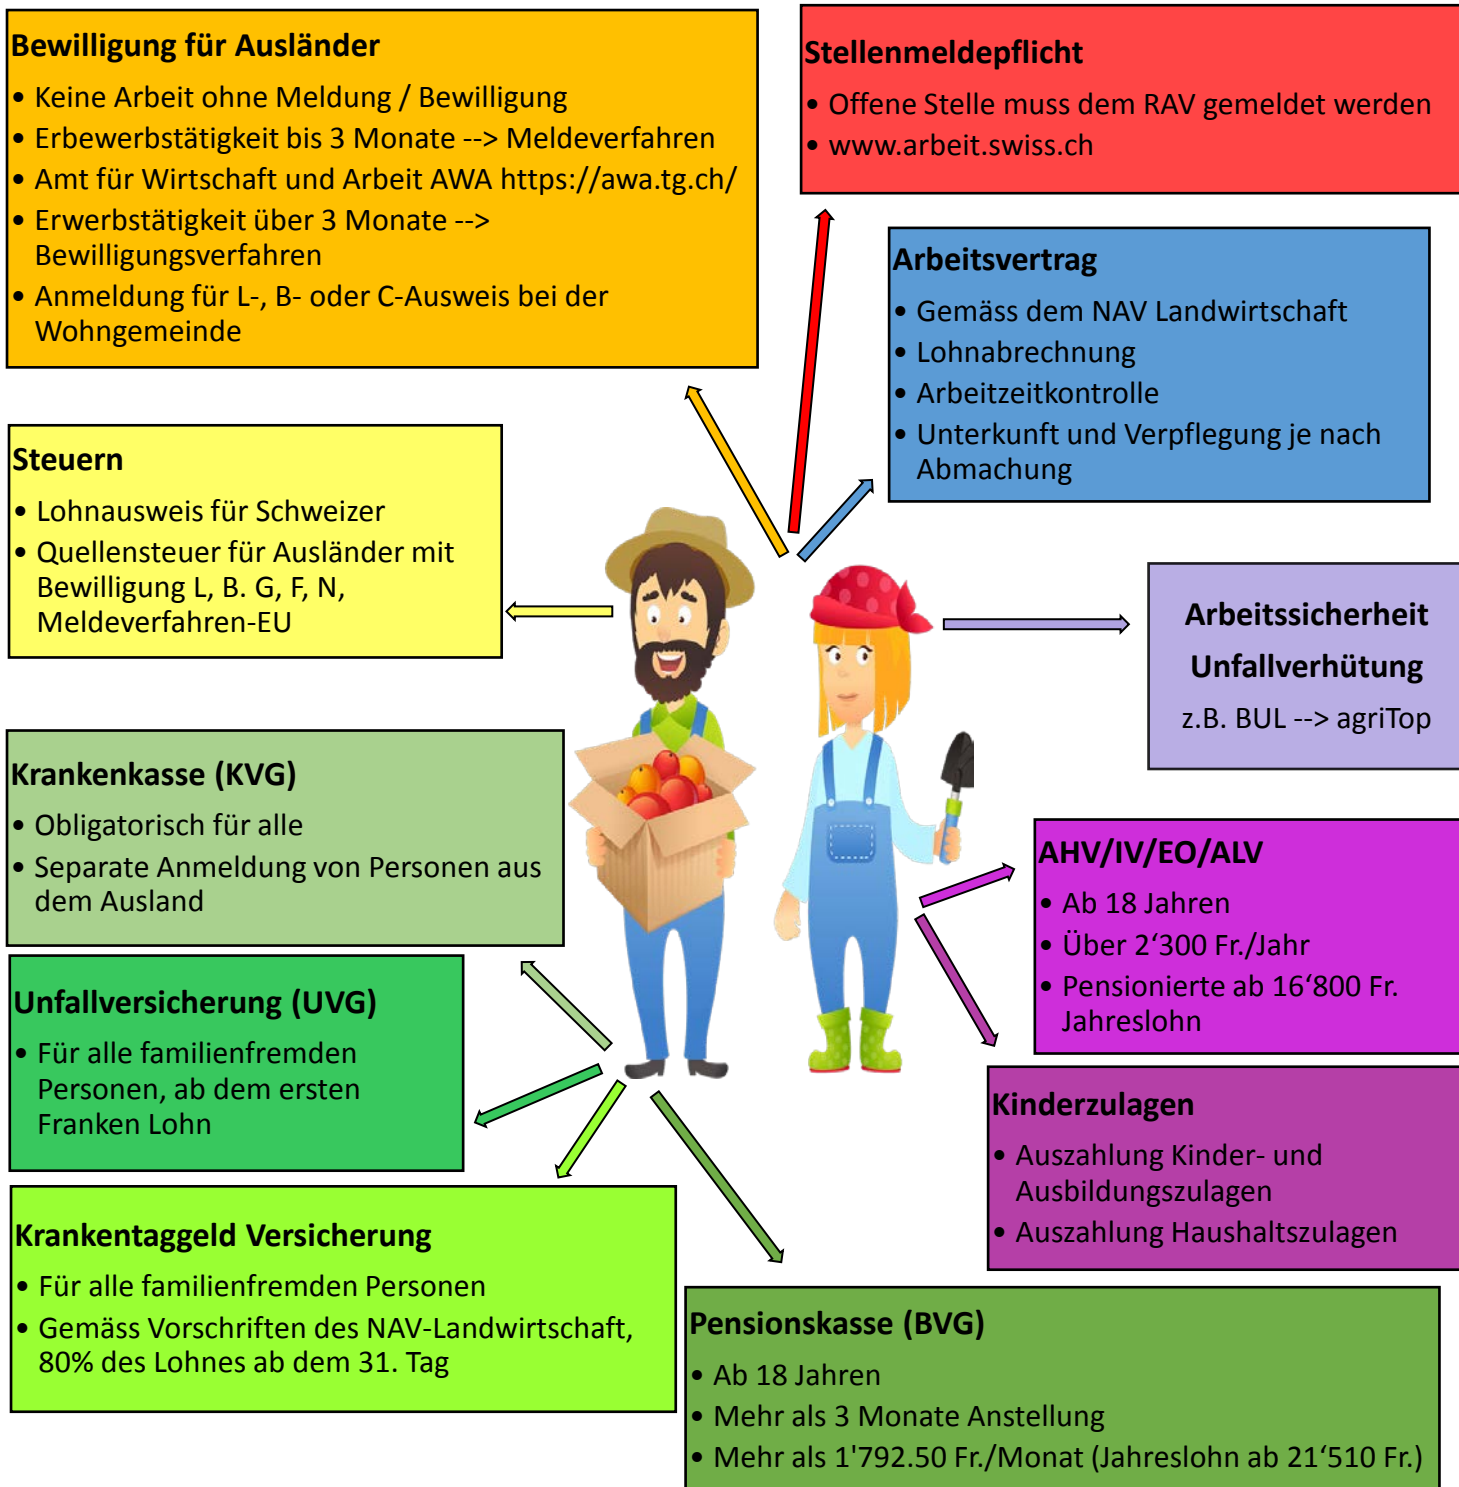 Bewilligung für Ausländer
• Keine Arbeit ohne Meldung / Bewilligung
• Erbewerbstätigkeit bis 3 Monate --> Meldeverfahren
• Amt für Wirtschaft und Arbeit AWA https://awa.tg.ch/
• Erwerbstätigkeit über 3 Monate -->
Bewilligungsverfahren
• Anmeldung für L-, B- oder C-Ausweis bei der
Wohngemeinde
Stellenmeldepflicht
• Offene Stelle muss dem RAV gemeldet werden
• www.arbeit.swiss.ch
Arbeitsvertrag
• Gemäss dem NAV Landwirtschaft
• Lohnabrechnung
• Arbeitzeitkontrolle
• Unterkunft und Verpflegung je nach
Abmachung
Steuern
• Lohnausweis für Schweizer
• Quellensteuer für Ausländer mit
Bewilligung L, B. G, F, N,
Meldeverfahren-EU
Arbeitssicherheit
Unfallverhütung
z.B. BUL --> agriTop
Krankenkasse (KVG)
• Obligatorisch für alle
• Separate Anmeldung von Personen aus
dem Ausland
AHV/IV/EO/ALV
• Ab 18 Jahren
• Über 2‘300 Fr./Jahr
• Pensionierte ab 16‘800 Fr.
Jahreslohn
Unfallversicherung (UVG)
• Für alle familienfremden
Personen, ab dem ersten
Franken Lohn
Kinderzulagen
• Auszahlung Kinder- und
Ausbildungszulagen
• Auszahlung Haushaltszulagen
Krankentaggeld Versicherung
• Für alle familienfremden Personen
• Gemäss Vorschriften des NAV-Landwirtschaft,
80% des Lohnes ab dem 31. Tag
Pensionskasse (BVG)
• Ab 18 Jahren
• Mehr als 3 Monate Anstellung
• Mehr als 1'792.50 Fr./Monat (Jahreslohn ab 21‘510 Fr.)